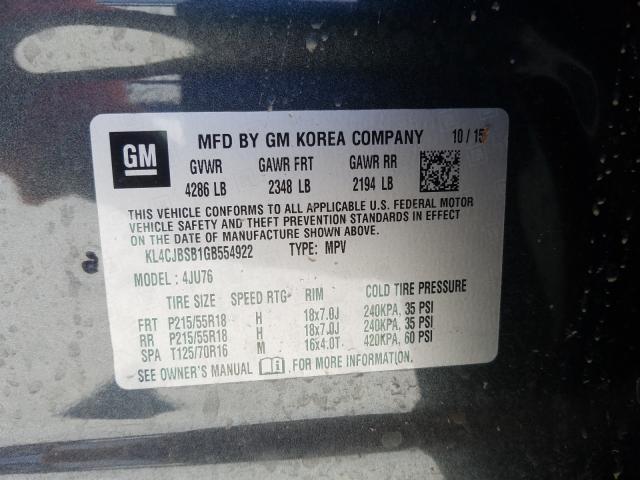 GM MFD BY GM KOREA COMPANY 10/15
GVWR GAWR FRT GAWR RR
4286 LB 2348 LB 2194 LB
THIS VEHICLE CONFORMS TO ALL APPLICABLE U.S. FEDERAL MOTOR
VEHICLE SAFETY AND THEFT PREVENTION STANDARDS IN EFFECT
ON THE DATE OF MANUFACTURE SHOWN ABOVE.
KL4CJBSB1GB554922 TYPE: MPV
MODEL: 4JU76
TIRE SIZE SPEED RTG RIM COLD TIRE PRESSURE
FRT P215/55R18 H 18x7.0J 240KPA, 35 PSI
RR P215/55R18 H 18x7.0J 240KPA, 35 PSI
SPA T125/70R16 M 16x4.0T 420KPA, 60 PSI
SEE OWNER'S MANUAL FOR MORE INFORMATION.